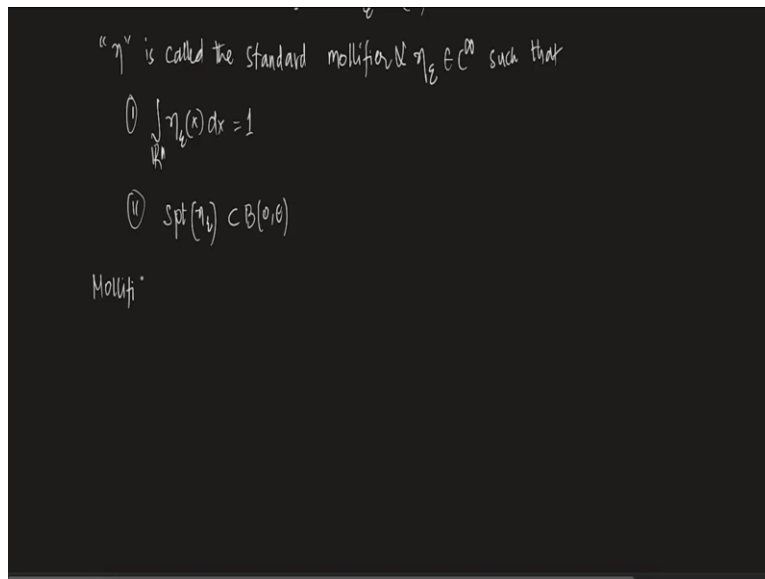 "η" is called the standard mollifier & η_ε ∈ C^∞ such that
(i) ∫_{ℝⁿ} η_ε(x) dx = 1
(ii) Spt(η_ε) ⊂ B(0,ϵ)
Mollifi